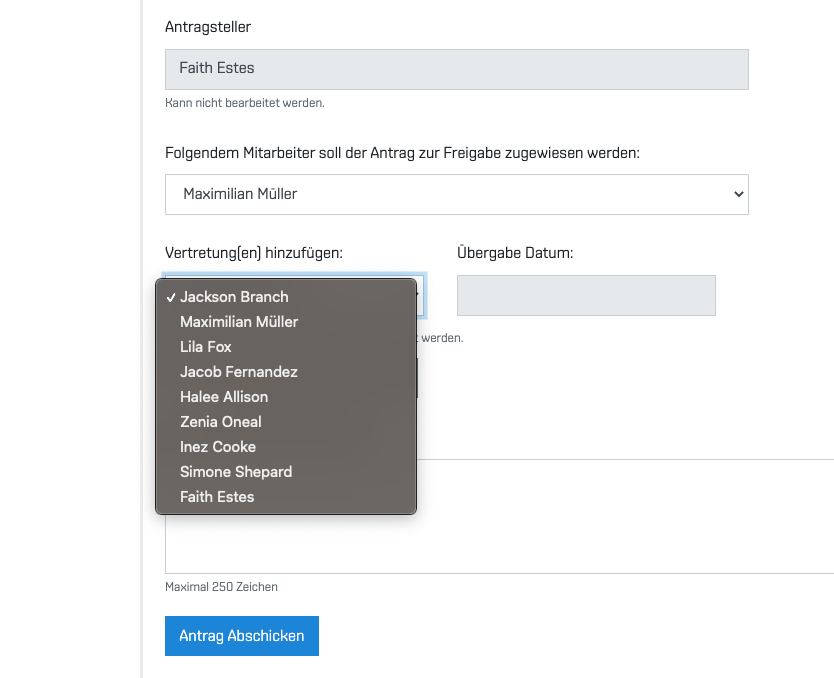 Antragsteller
Faith Estes
Kann nicht bearbeitet werden.
Folgendem Mitarbeiter soll der Antrag zur Freigabe zugewiesen werden:
Maximilian Müller
Vertretung(en) hinzufügen:
Übergabe Datum:
✓ Jackson Branch
Maximilian Müller
Lila Fox
Jacob Fernandez
Halee Allison
Zenia Oneal
Inez Cooke
Simone Shepard
Faith Estes
werden.
Maximal 250 Zeichen
Antrag Abschicken